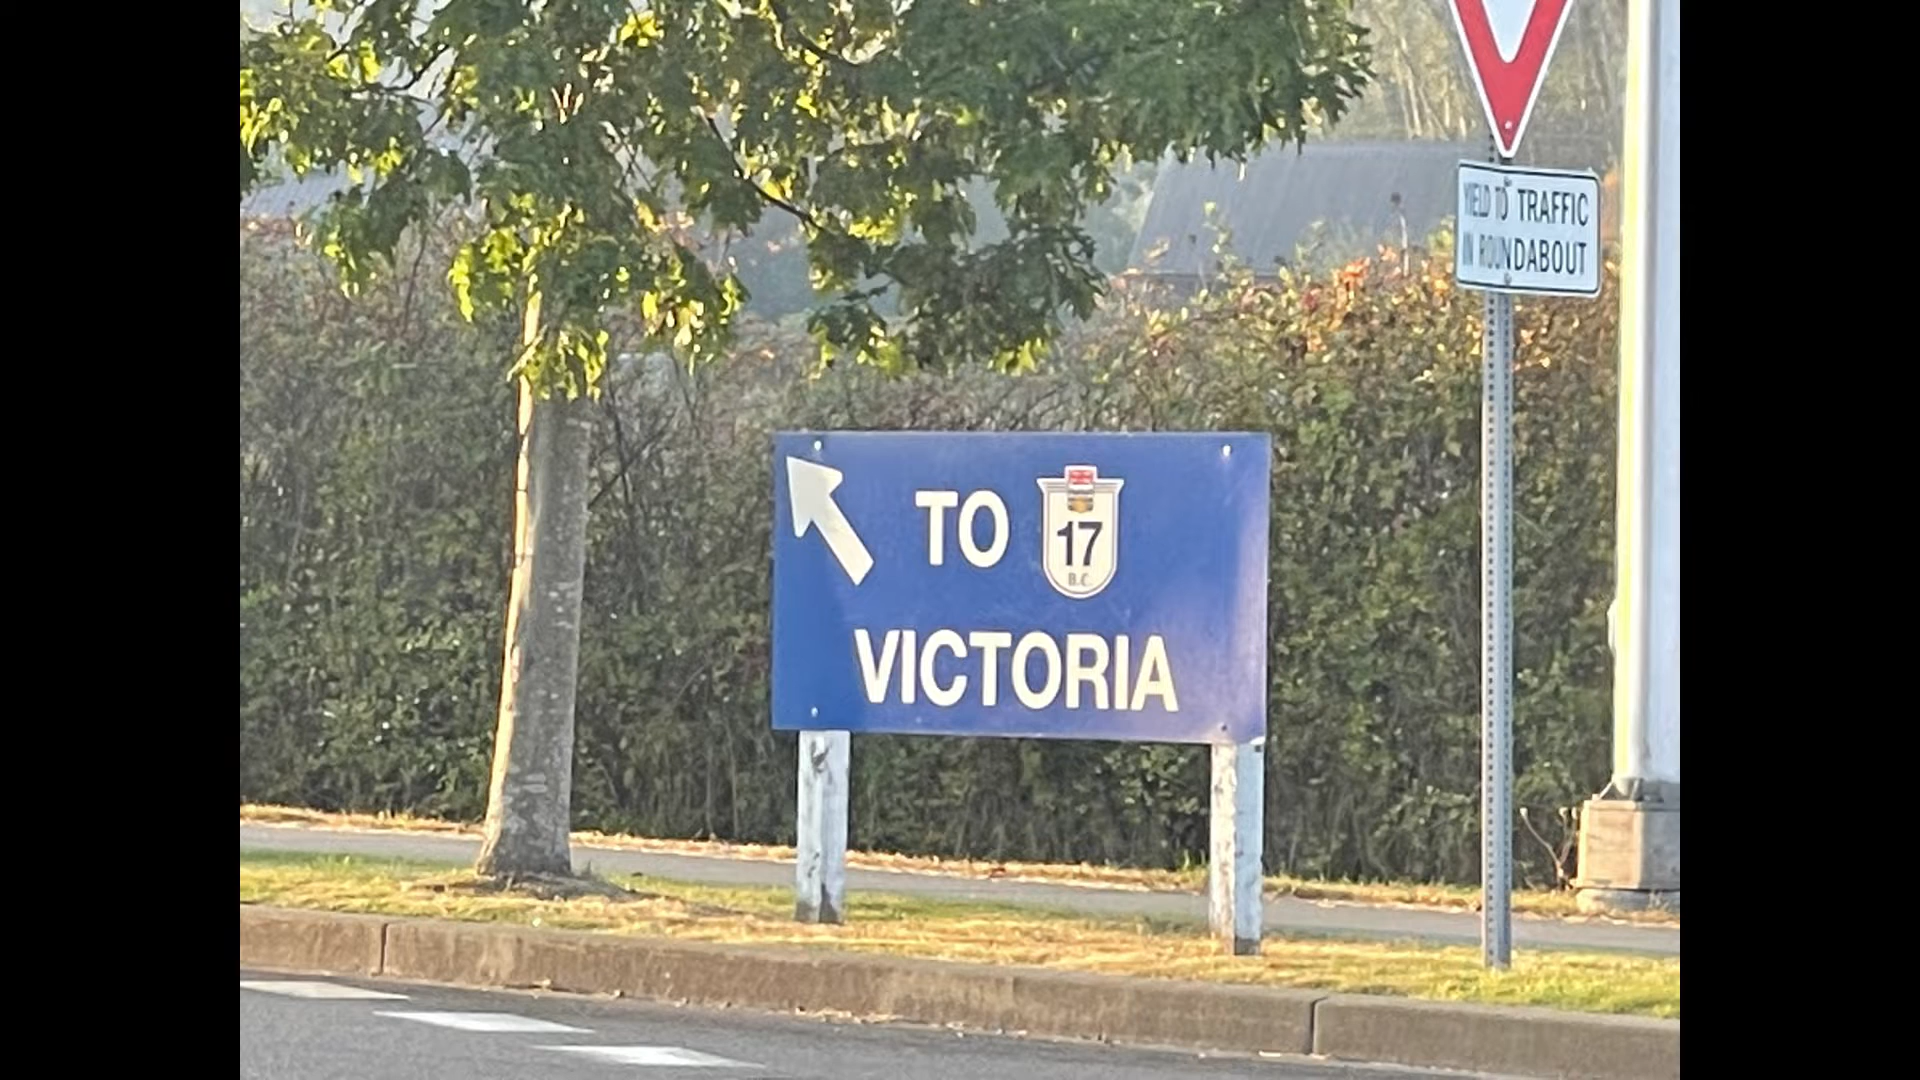 YIELD TO TRAFFIC
IN ROUNDABOUT
TO 17
B.C.
VICTORIA